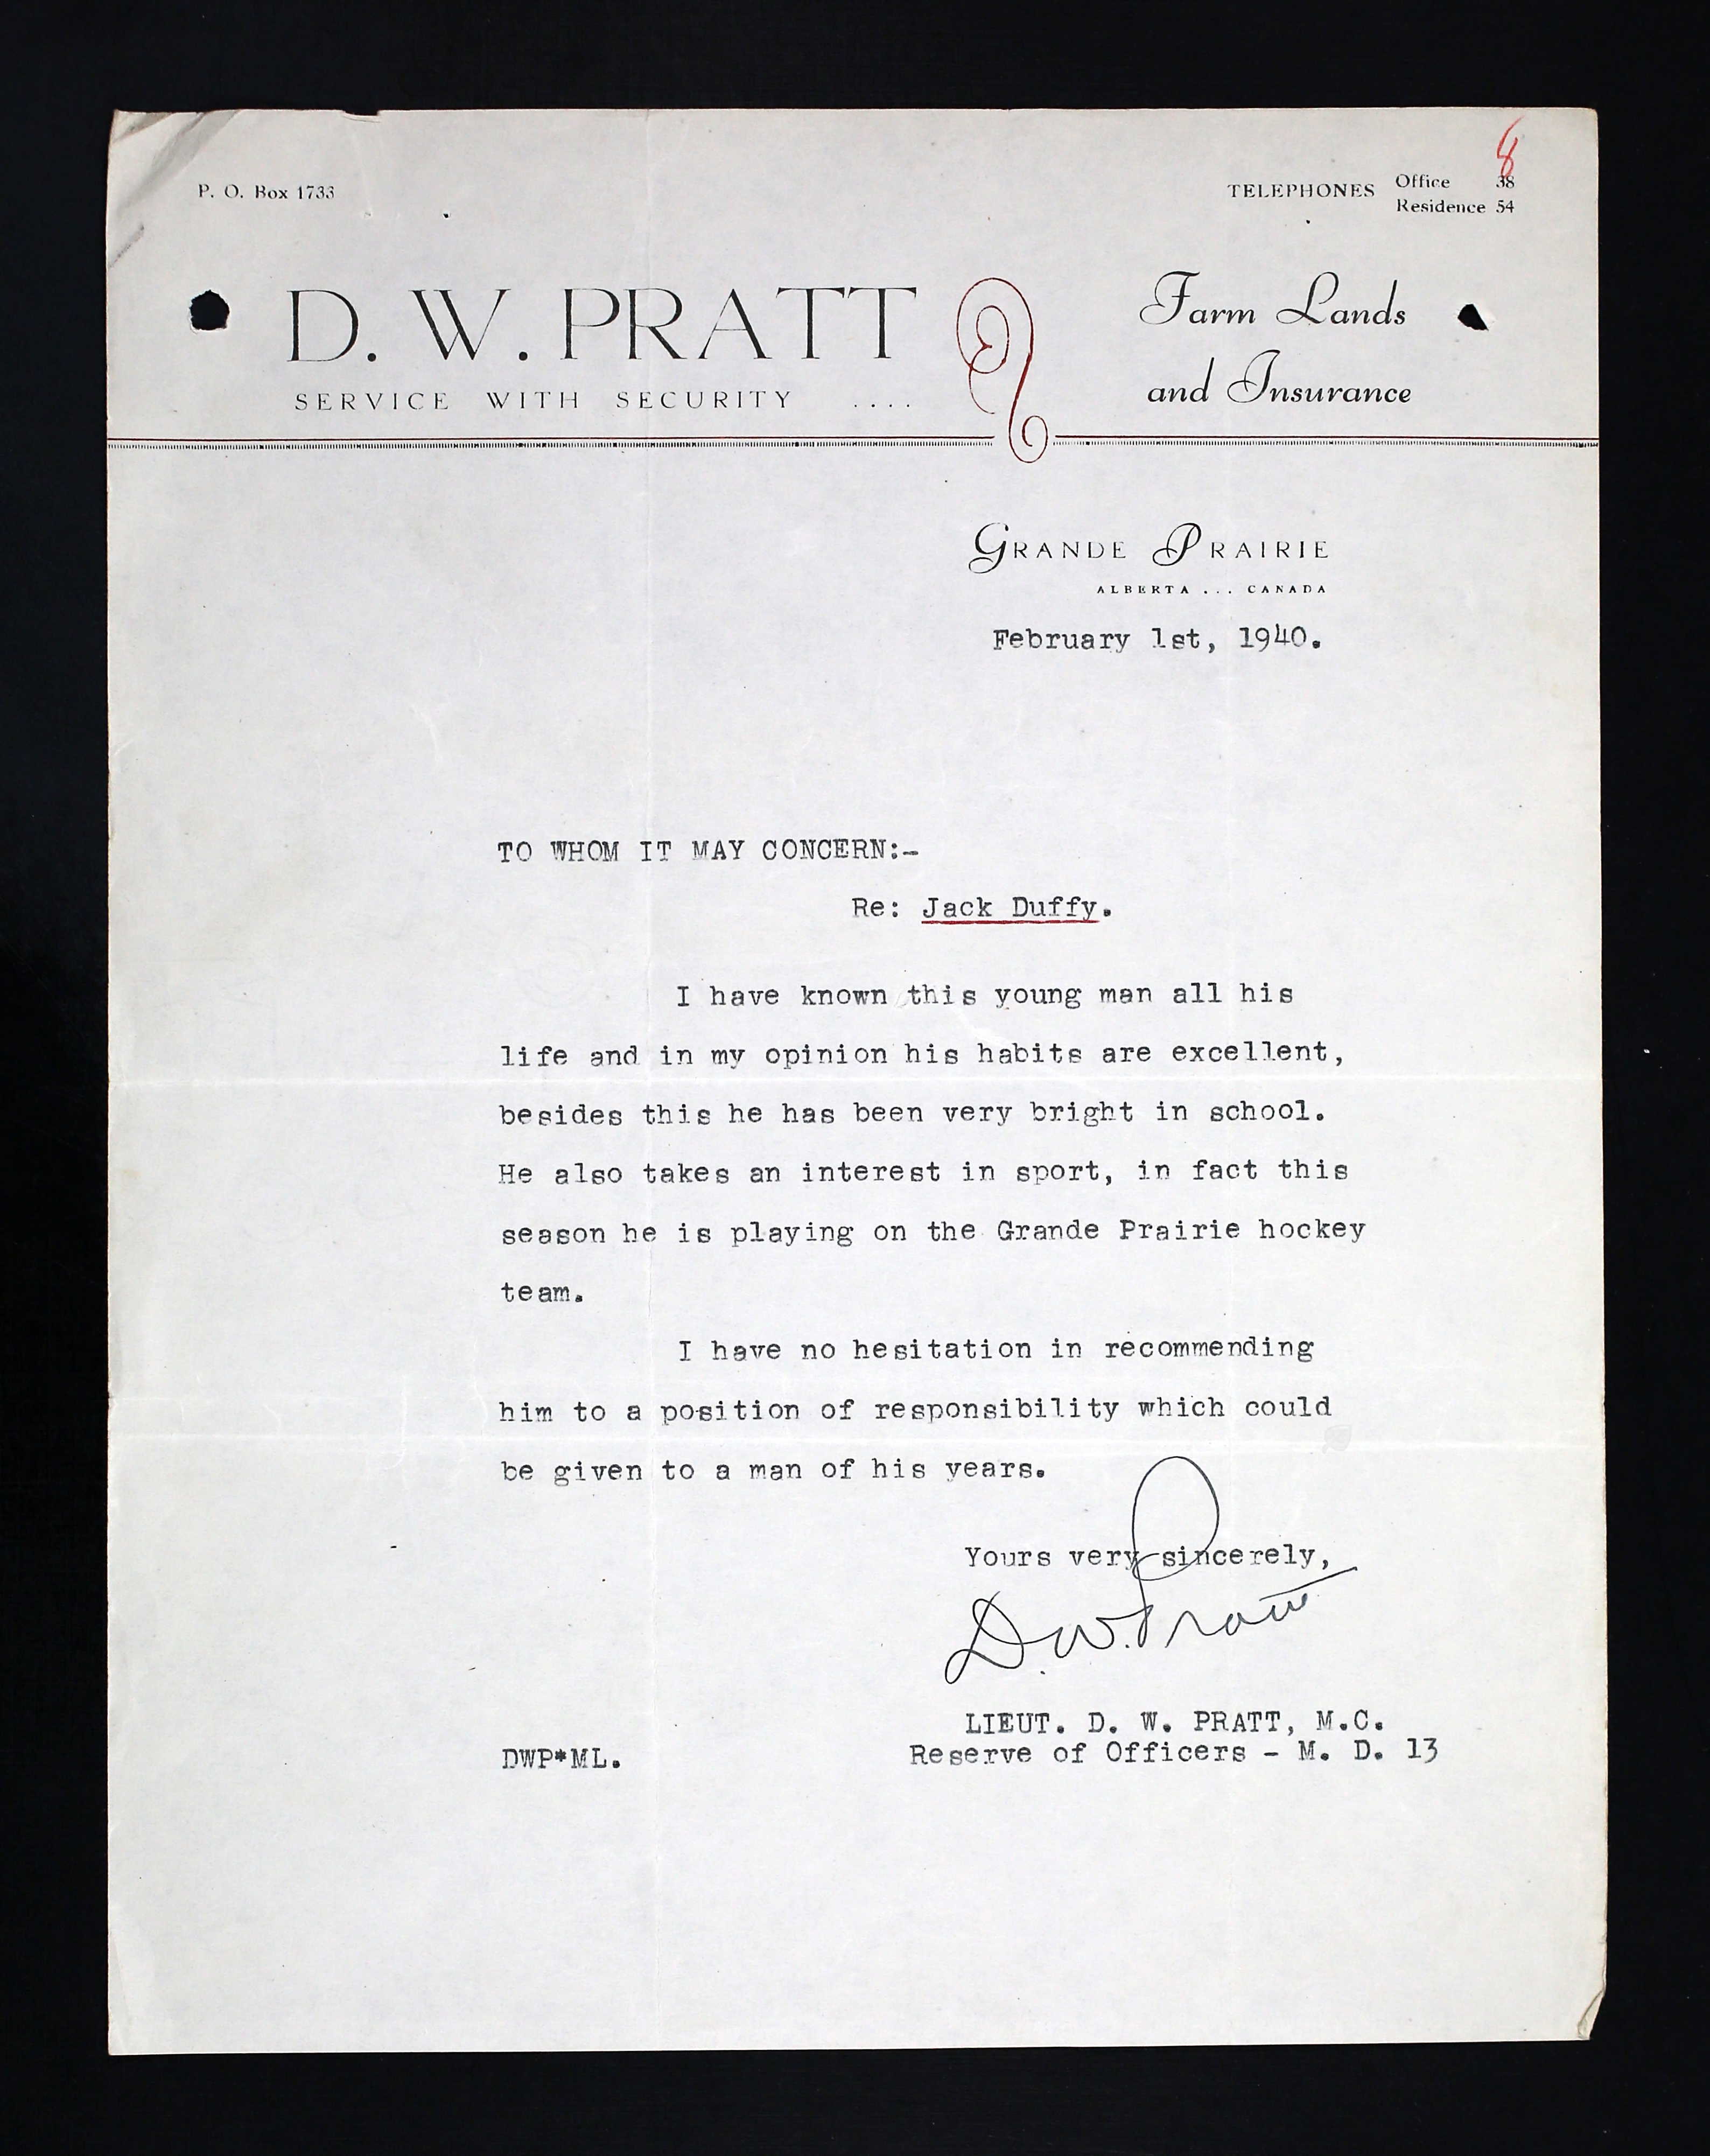 8
P. O. Box 1733
TELEPHONES Office 38
Residence 54
D. W. PRATT
SERVICE WITH SECURITY ....
Farm Lands
and Insurance
GRANDE PRAIRIE
ALBERTA ... CANADA
February 1st, 1940.
TO WHOM IT MAY CONCERN:-
Re: Jack Duffy.
I have known this young man all his
life and in my opinion his habits are excellent,
besides this he has been very bright in school.
He also takes an interest in sport, in fact this
season he is playing on the Grande Prairie hockey
team.
I have no hesitation in recommending
him to a position of responsibility which could
be given to a man of his years.
Yours very sincerely,
D. W. Pratt
LIEUT. D. W. PRATT, M.C.
Reserve of Officers - M. D. 13
DWP*ML.